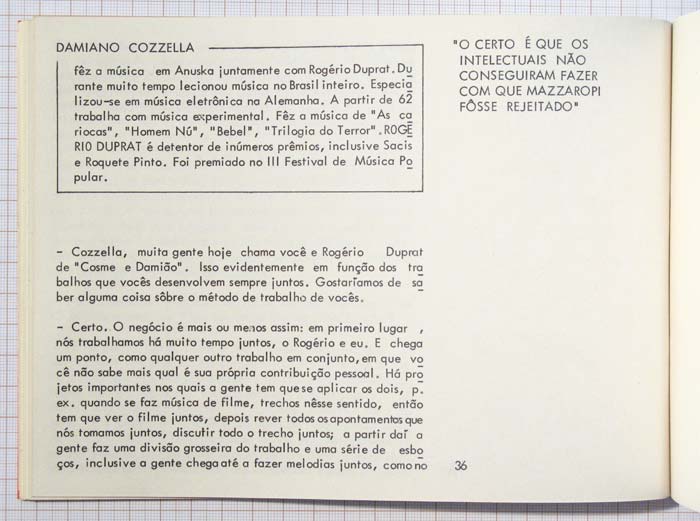 DAMIANO COZZELLA
fêz a música em Anuska juntamente com Rogério Duprat. Du
rante muito tempo lecionou música no Brasil inteiro. Especia
lizou-se em música eletrônica na Alemanha. A partir de 62
trabalha com música experimental. Fêz a música de "As ca
riocas", "Homem Nú", "Bebel", "Trilogia do Terror". ROGÉ
RIO DUPRAT é detentor de inúmeros prêmios, inclusive Sacis
e Roquete Pinto. Foi premiado no III Festival de Música Po
pular.
- Cozzella, muita gente hoje chama você e Rogério Duprat
de "Cosme e Damião". Isso evidentemente em função dos tra
balhos que vocês desenvolvem sempre juntos. Gostaríamos de sa
ber alguma coisa sôbre o método de trabalho de vocês.
- Certo. O negócio é mais ou menos assim: em primeiro lugar ,
nós trabalhamos há muito tempo juntos, o Rogério e eu. E chega
um ponto, como qualquer outro trabalho em conjunto, em que vo
cê não sabe mais qual é sua própria contribuição pessoal. Há pro
jetos importantes nos quais a gente tem que se aplicar os dois, p.
ex. quando se faz música de filme, trechos nêsse sentido, então
tem que ver o filme juntos, depois rever todos os apontamentos que
nós tomamos juntos, discutir todo o trecho juntos; a partir daí a
gente faz uma divisão grosseira do trabalho e uma série de esbo
ços, inclusive a gente chega até a fazer melodias juntos, como no
"O CERTO É QUE OS
INTELECTUAIS NÃO
CONSEGUIRAM FAZER
COM QUE MAZZAROPI
FÔSSE REJEITADO"
36